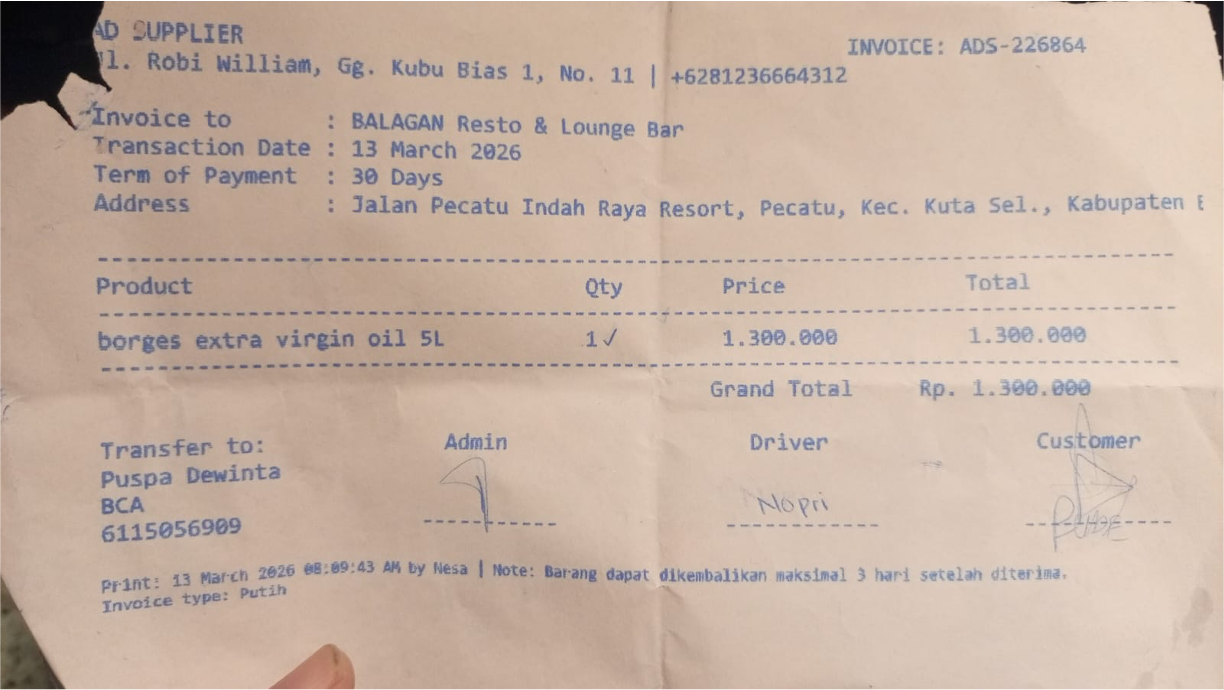 AD SUPPLIER
Jl. Robi William, Gg. Kubu Bias 1, No. 11 | +6281236664312
INVOICE: ADS-226864
Invoice to : BALAGAN Resto & Lounge Bar
Transaction Date : 13 March 2026
Term of Payment : 30 Days
Address : Jalan Pecatu Indah Raya Resort, Pecatu, Kec. Kuta Sel., Kabupaten
Product Qty Price Total
borges extra virgin oil 5L 1✓ 1.300.000 1.300.000
Grand Total Rp. 1.300.000
Transfer to:
Puspa Dewinta
BCA
6115056909
Admin
Driver
Nopri
Customer
Print: 13 March 2026 08:09:43 AM by Nesa | Note: Barang dapat dikembalikan maksimal 3 hari setelah diterima.
Invoice type: Putih